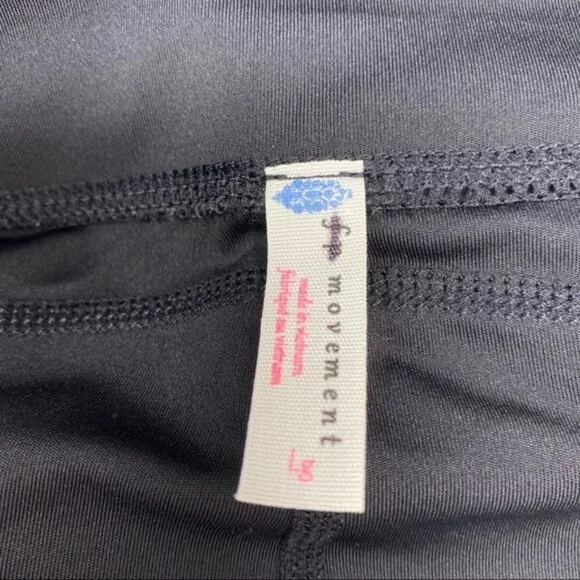 fp movement
made in vietnam
fabriqué au vietnam
Lg